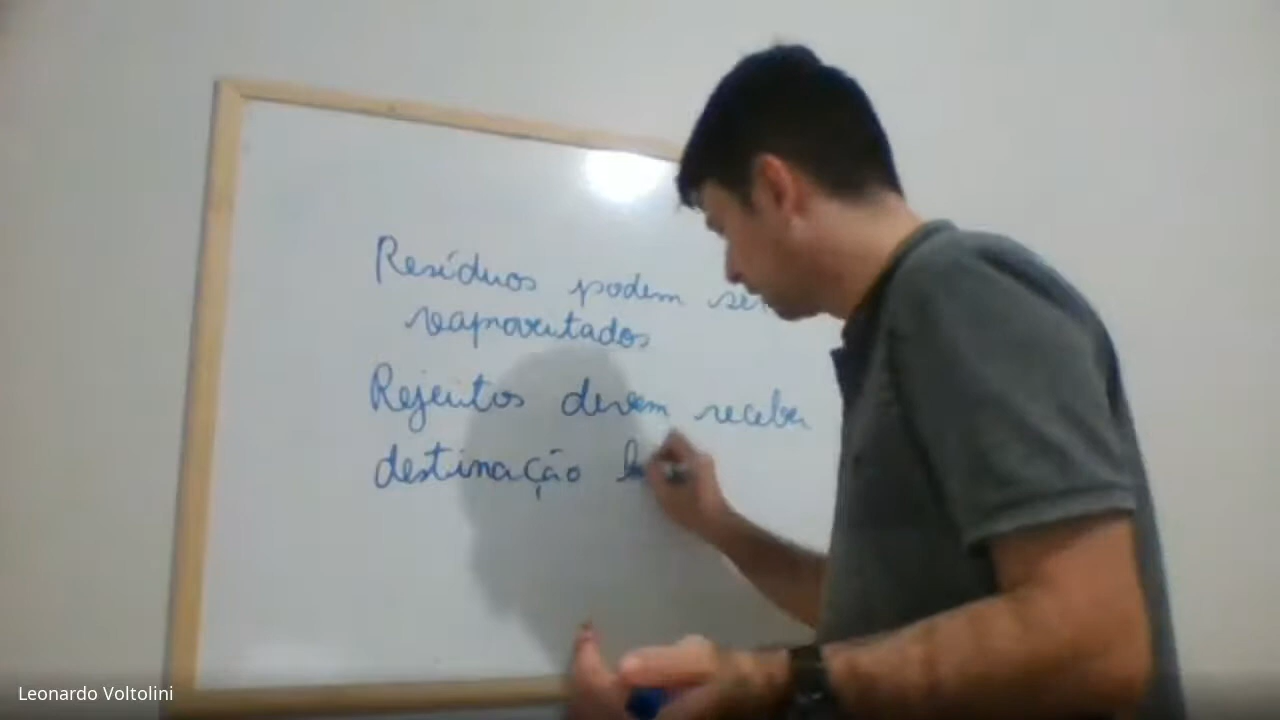 Resíduos podem ser
reaproveitados
Rejeitos devem receber
destinação
Leonardo Voltolini